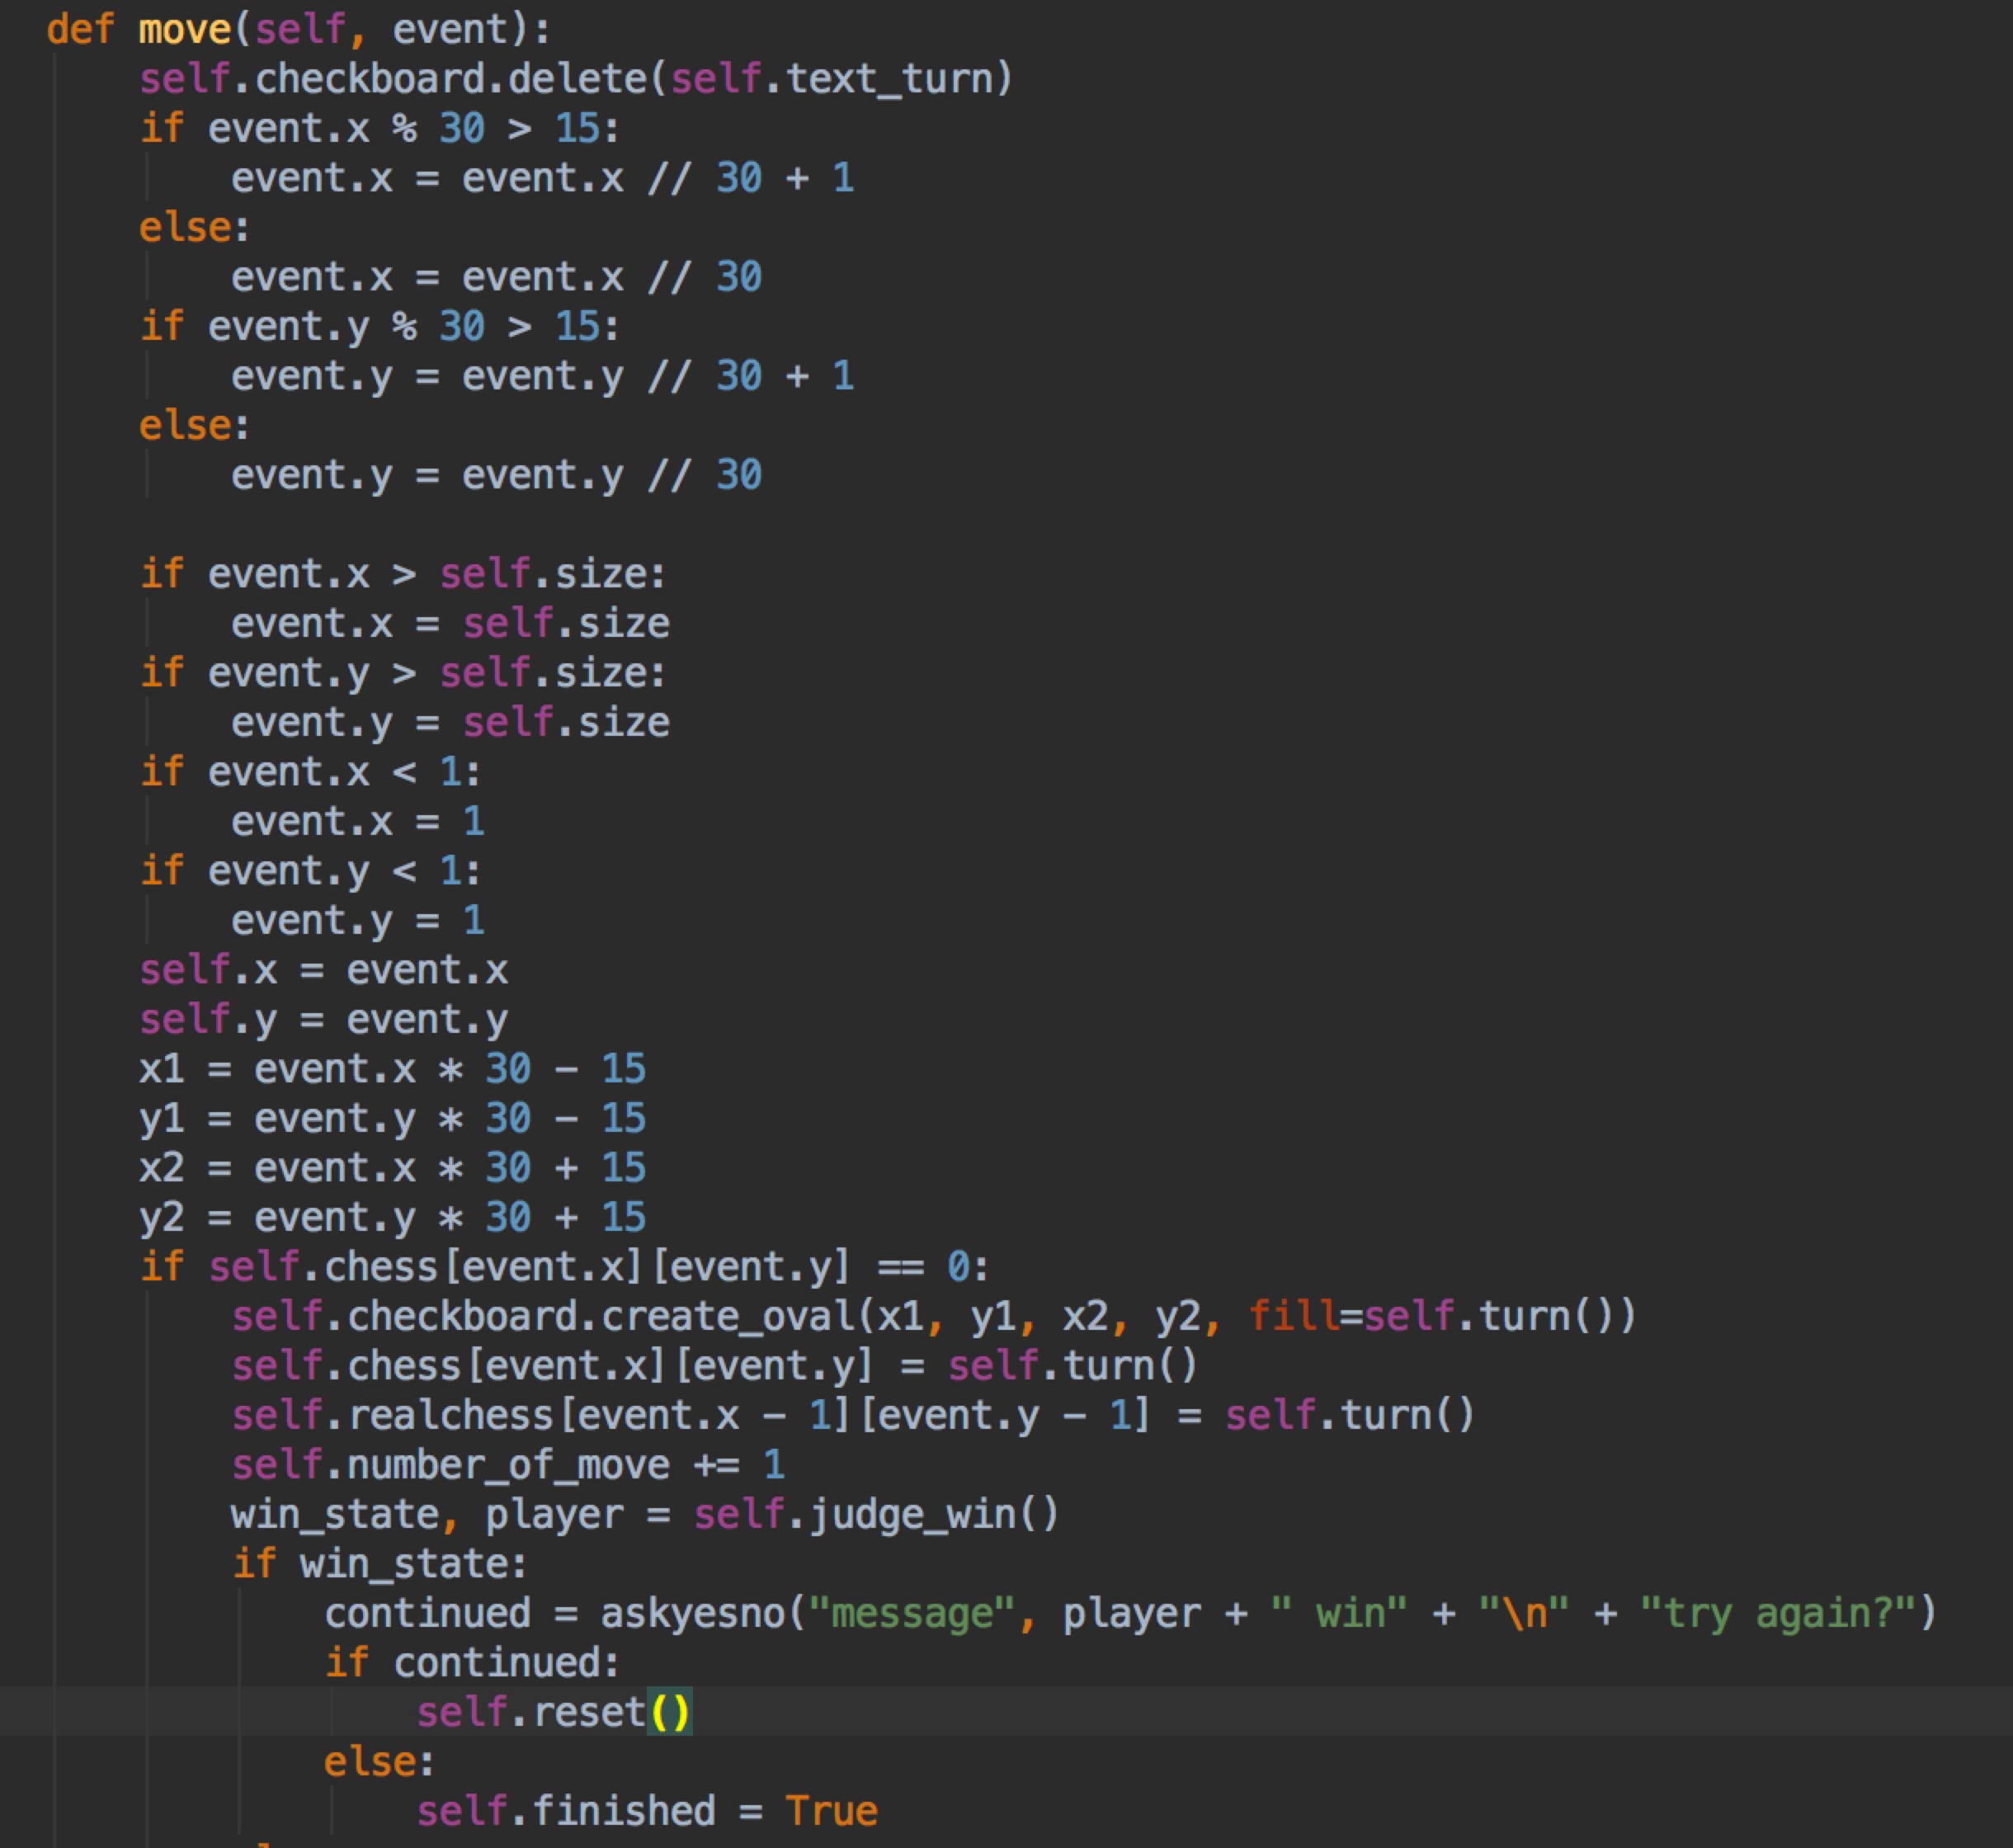 def move(self, event):
    self.checkboard.delete(self.text_turn)
    if event.x % 30 > 15:
        event.x = event.x // 30 + 1
    else:
        event.x = event.x // 30
    if event.y % 30 > 15:
        event.y = event.y // 30 + 1
    else:
        event.y = event.y // 30

    if event.x > self.size:
        event.x = self.size
    if event.y > self.size:
        event.y = self.size
    if event.x < 1:
        event.x = 1
    if event.y < 1:
        event.y = 1
    self.x = event.x
    self.y = event.y
    x1 = event.x * 30 - 15
    y1 = event.y * 30 - 15
    x2 = event.x * 30 + 15
    y2 = event.y * 30 + 15
    if self.chess[event.x][event.y] == 0:
        self.checkboard.create_oval(x1, y1, x2, y2, fill=self.turn())
        self.chess[event.x][event.y] = self.turn()
        self.realchess[event.x - 1][event.y - 1] = self.turn()
        self.number_of_move += 1
        win_state, player = self.judge_win()
        if win_state:
            continued = askyesno("message", player + " win" + "\n" + "try again?")
            if continued:
                self.reset()
            else:
                self.finished = True